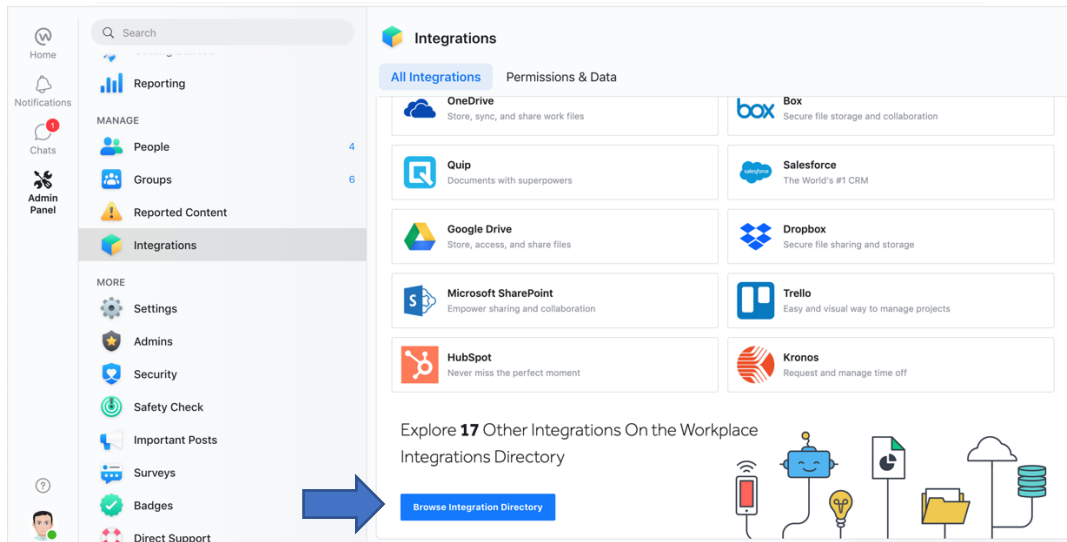 Home
Notifications
1
Chats
Admin
Panel
Search
Reporting
MANAGE
People 4
Groups 6
Reported Content
Integrations
MORE
Settings
Admins
Security
Safety Check
Important Posts
Surveys
Badges
Direct Support
Integrations
All Integrations Permissions & Data
OneDrive
Store, sync, and share work files
box
Box
Secure file storage and collaboration
Quip
Documents with superpowers
salesforce
Salesforce
The World's #1 CRM
Google Drive
Store, access, and share files
Dropbox
Secure file sharing and storage
S
Microsoft SharePoint
Empower sharing and collaboration
Trello
Easy and visual way to manage projects
HubSpot
Never miss the perfect moment
Kronos
Request and manage time off
Explore 17 Other Integrations On the Workplace
Integrations Directory
Browse Integration Directory